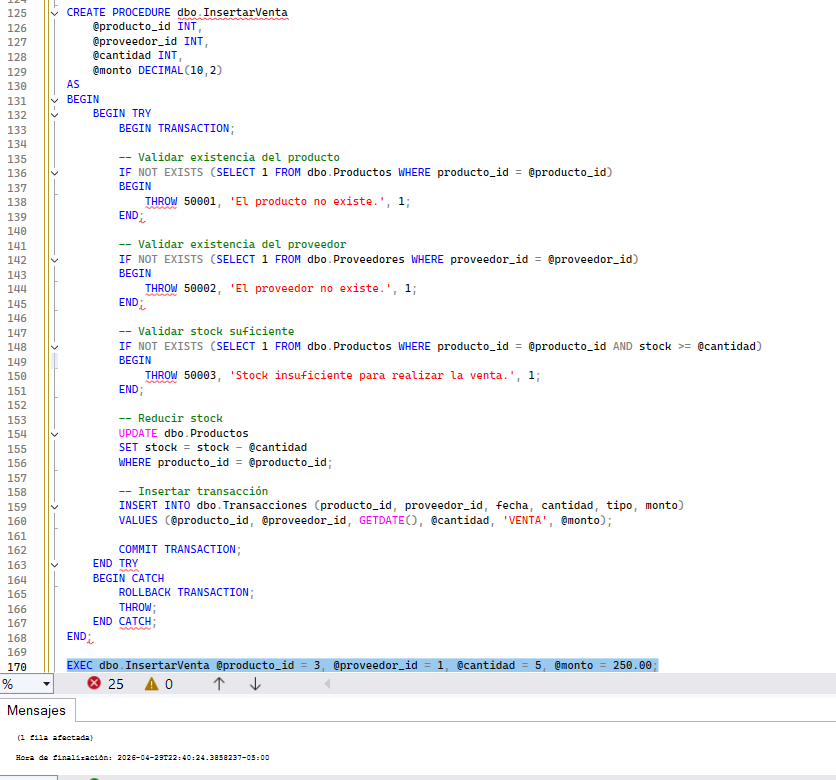 125 CREATE PROCEDURE dbo.InsertarVenta
126 @producto_id INT,
127 @proveedor_id INT,
128 @cantidad INT,
129 @monto DECIMAL(10,2)
130 AS
131 BEGIN
132 BEGIN TRY
133 BEGIN TRANSACTION;
134
135 -- Validar existencia del producto
136 IF NOT EXISTS (SELECT 1 FROM dbo.Productos WHERE producto_id = @producto_id)
137 BEGIN
138 THROW 50001, 'El producto no existe.', 1;
139 END;
140
141 -- Validar existencia del proveedor
142 IF NOT EXISTS (SELECT 1 FROM dbo.Proveedores WHERE proveedor_id = @proveedor_id)
143 BEGIN
144 THROW 50002, 'El proveedor no existe.', 1;
145 END;
146
147 -- Validar stock suficiente
148 IF NOT EXISTS (SELECT 1 FROM dbo.Productos WHERE producto_id = @producto_id AND stock >= @cantidad)
149 BEGIN
150 THROW 50003, 'Stock insuficiente para realizar la venta.', 1;
151 END;
152
153 -- Reducir stock
154 UPDATE dbo.Productos
155 SET stock = stock - @cantidad
156 WHERE producto_id = @producto_id;
157
158 -- Insertar transacción
159 INSERT INTO dbo.Transacciones (producto_id, proveedor_id, fecha, cantidad, tipo, monto)
160 VALUES (@producto_id, @proveedor_id, GETDATE(), @cantidad, 'VENTA', @monto);
161
162 COMMIT TRANSACTION;
163 END TRY
164 BEGIN CATCH
165 ROLLBACK TRANSACTION;
166 THROW;
167 END CATCH;
168 END;
169
170 EXEC dbo.InsertarVenta @producto_id = 3, @proveedor_id = 1, @cantidad = 5, @monto = 250.00;
% 25 0
Mensajes
(1 fila afectada)
Hora de finalización: 2026-04-29T22:40:24.3858237-05:00